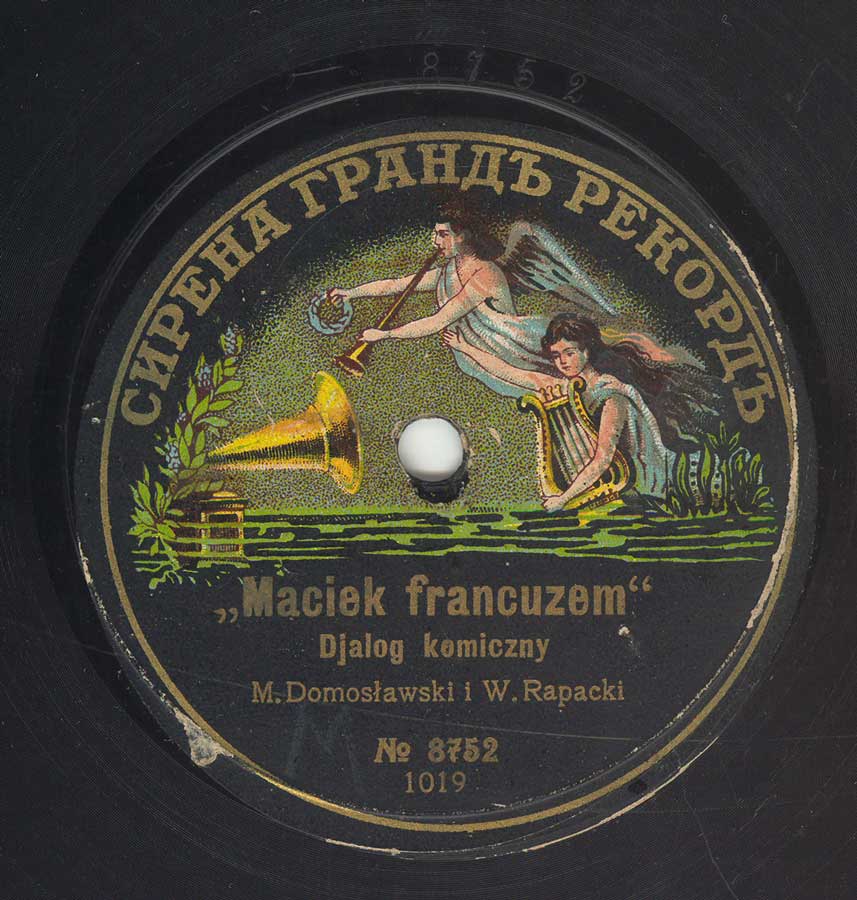 8752
СИРЕНА ГРАНДЪ РЕКОРДЪ
„Maciek francuzem“
Djalog komiczny
M. Domosławski i W. Rapacki
№ 8752
1019